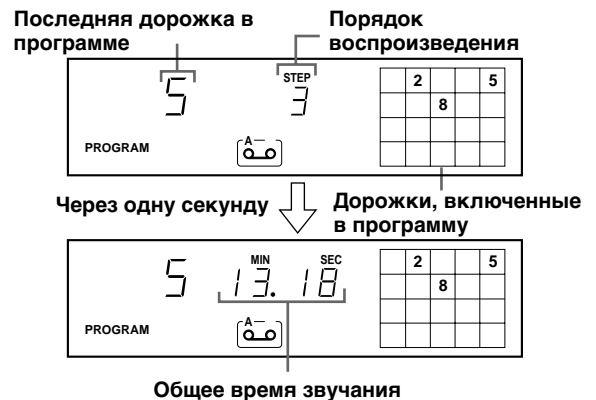 Последняя дорожка в
программе
Порядок
воспроизведения
STEP
5 3
2 5
8
PROGRAM
A
Через одну секунду
Дорожки, включенные
в программу
MIN SEC
5 13. 18
2 5
8
PROGRAM
A
Общее время звучания